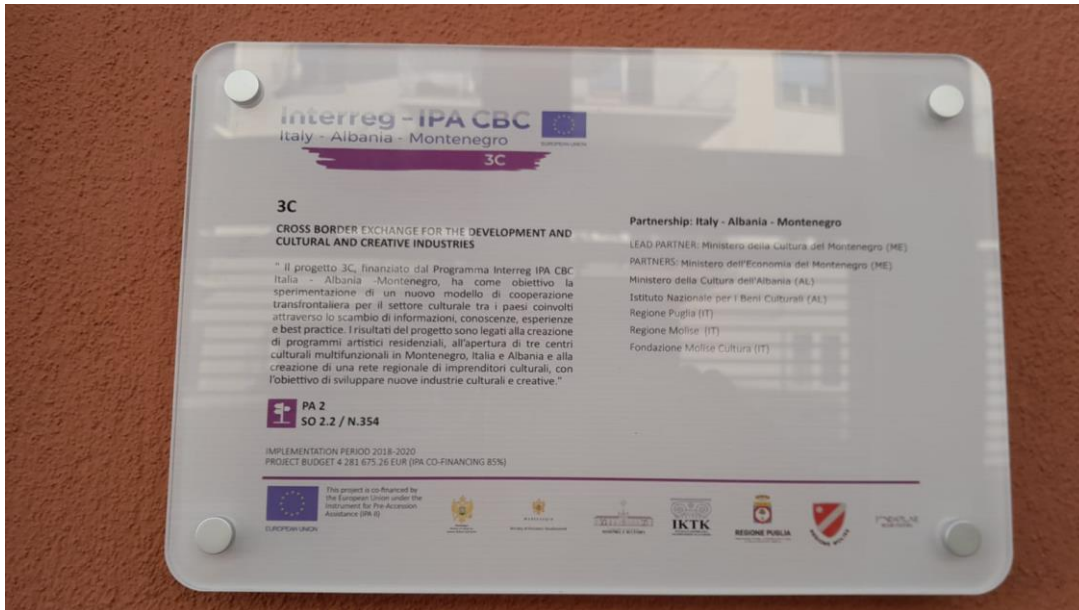 Interreg - IPA CBC
Italy - Albania - Montenegro
EUROPEAN UNION
3C
3C
CROSS BORDER EXCHANGE FOR THE DEVELOPMENT AND
CULTURAL AND CREATIVE INDUSTRIES
" Il progetto 3C, finanziato dal Programma Interreg IPA CBC
Italia - Albania -Montenegro, ha come obiettivo la
sperimentazione di un nuovo modello di cooperazione
transfrontaliera per il settore culturale tra i paesi coinvolti
attraverso lo scambio di informazioni, conoscenze, esperienze
e best practice. I risultati del progetto sono legati alla creazione
di programmi artistici residenziali, all'apertura di tre centri
culturali multifunzionali in Montenegro, Italia e Albania e alla
creazione di una rete regionale di imprenditori culturali, con
l'obiettivo di sviluppare nuove industrie culturali e creative."
PA 2
SO 2.2 / N.354
IMPLEMENTATION PERIOD 2018-2020
PROJECT BUDGET 4 281 675.26 EUR (IPA CO-FINANCING 85%)
Partnership: Italy - Albania - Montenegro
LEAD PARTNER: Ministero della Cultura del Montenegro (ME)
PARTNERS: Ministero dell'Economia del Montenegro (ME)
Ministero della Cultura dell'Albania (AL)
Istituto Nazionale per i Beni Culturali (AL)
Regione Puglia (IT)
Regione Molise (IT)
Fondazione Molise Cultura (IT)
EUROPEAN UNION
This project is co-financed by
the European Union under the
Instrument for Pre-Accession
Assistance (IPA II)
IKTK
REGIONE PUGLIA
REGIONE MOLISE